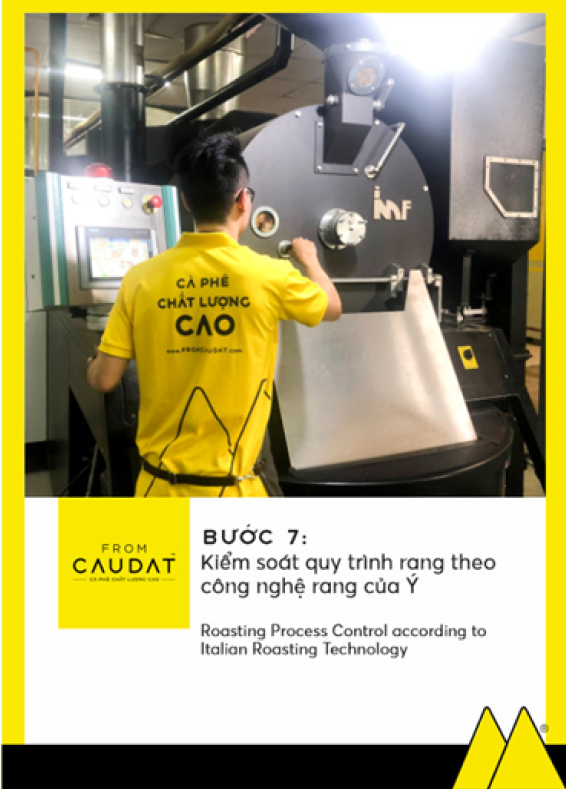 imf
CÀ PHÊ
CHẤT LƯỢNG
CAO
www.FROMCAUDAT.com
FROM
CAUDAT™
CÀ PHÊ CHẤT LƯỢNG CAO
BƯỚC 7:
Kiểm soát quy trình rang theo
công nghệ rang của Ý
Roasting Process Control according to
Italian Roasting Technology
®